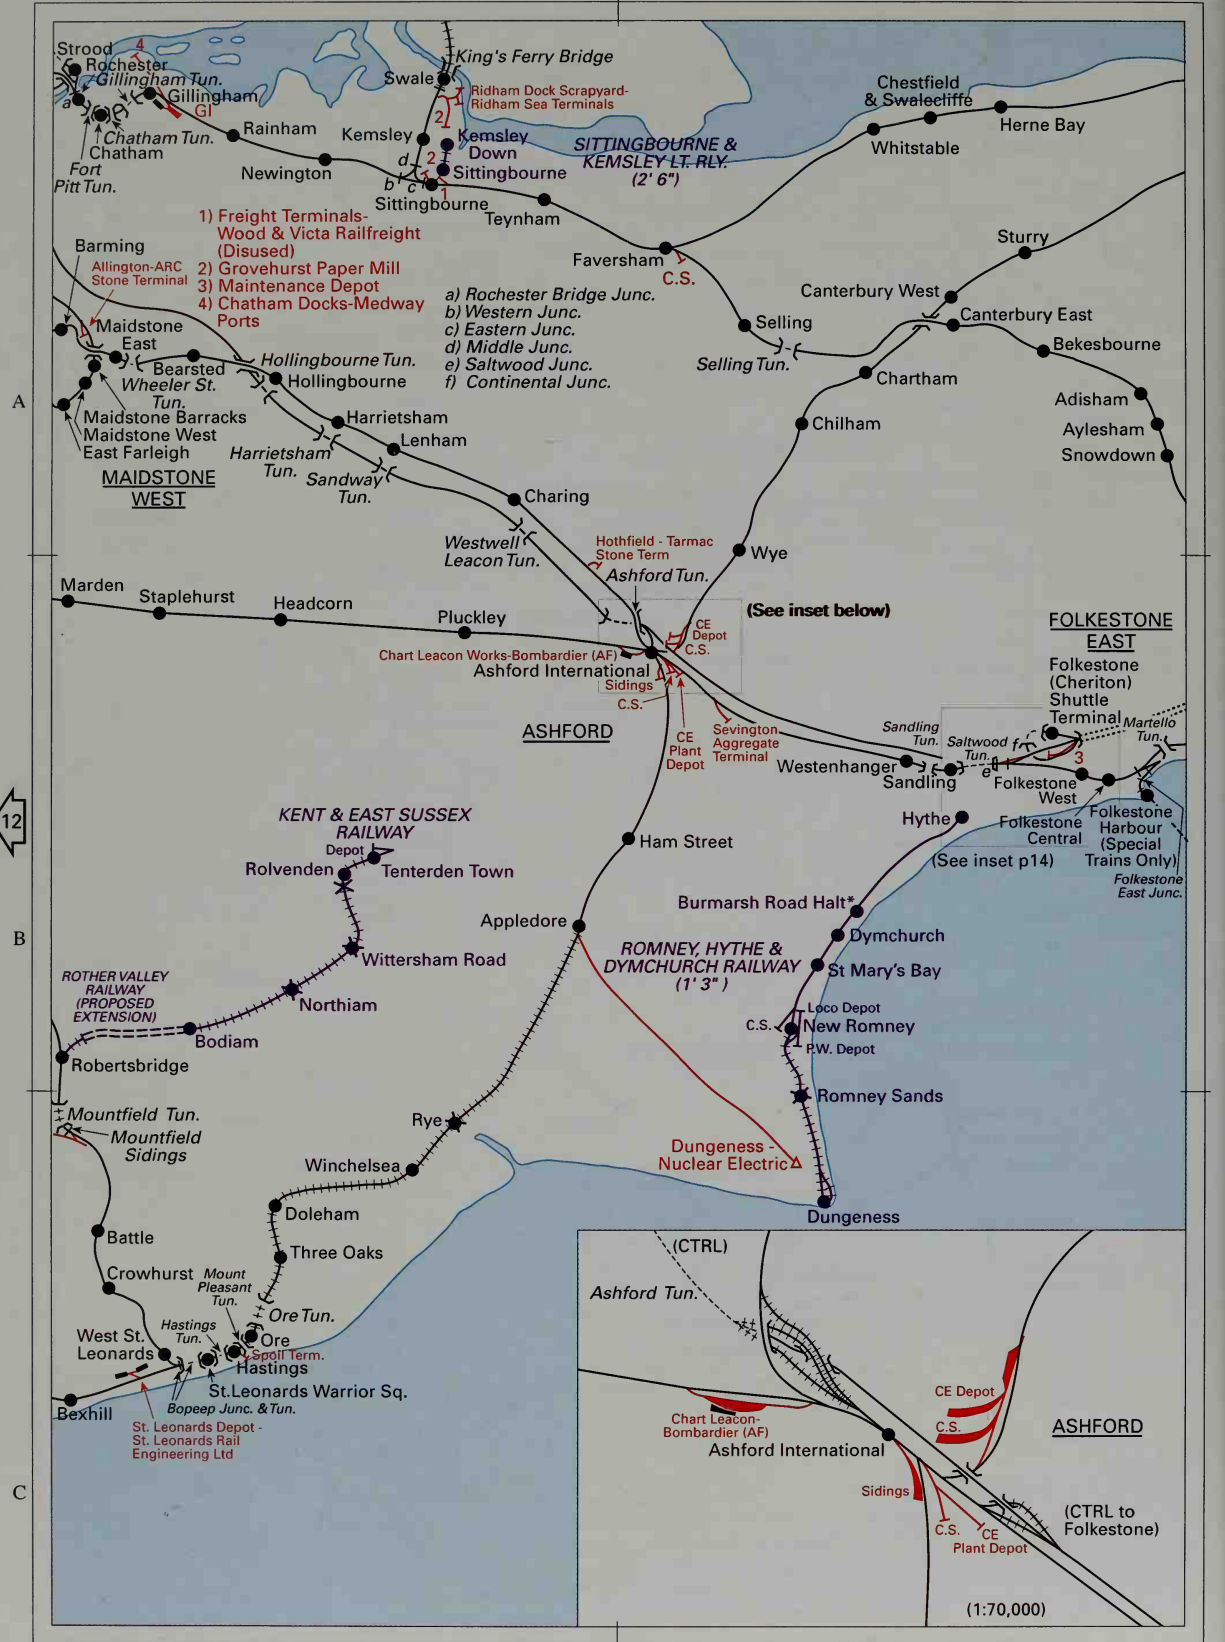 Strood
Rochester
Gillingham Tun.
4
Gillingham
GI
a
Chatham Tun.
Chatham
Fort
Pitt Tun.
Rainham
Newington
King's Ferry Bridge
Swale
Ridham Dock Scrapyard-
Ridham Sea Terminals
2
Kemsley
Kemsley
Down
2
d
b
c
1
Sittingbourne
Sittingbourne
Teynham
SITTINGBOURNE &
KEMSLEY LT. RLY.
(2' 6")
Chestfield
& Swalecliffe
Herne Bay
Whitstable
Faversham
C.S.
Sturry
Canterbury West
Canterbury East
Selling
Selling Tun.
Bekesbourne
Chartham
Chilham
Adisham
Aylesham
Snowdown
1) Freight Terminals-
Wood & Victa Railfreight
(Disused)
2) Grovehurst Paper Mill
3) Maintenance Depot
4) Chatham Docks-Medway
Ports
a) Rochester Bridge Junc.
b) Western Junc.
c) Eastern Junc.
d) Middle Junc.
e) Saltwood Junc.
f) Continental Junc.
Barming
Allington-ARC
Stone Terminal
Maidstone
East
Bearsted
Wheeler St.
Tun.
Hollingbourne Tun.
Hollingbourne
Maidstone Barracks
Maidstone West
East Farleigh
MAIDSTONE
WEST
A
Harrietsham
Lenham
Harrietsham
Tun.
Sandway
Tun.
Charing
Westwell
Leacon Tun.
Wye
Hothfield - Tarmac
Stone Term
Ashford Tun.
(See inset below)
Marden
Staplehurst
Headcorn
Pluckley
CE
Depot
C.S.
Chart Leacon Works-Bombardier (AF)
Ashford International
Sidings
C.S.
CE
Plant
Depot
Sevington
Aggregate
Terminal
ASHFORD
FOLKESTONE
EAST
Folkestone
(Cheriton)
Shuttle
Terminal
Martello
Tun.
Sandling
Tun.
Saltwood
Tun.
f
e
3
Westenhanger
Sandling
Folkestone
West
Folkestone
Central
Folkestone
Harbour
(Special
Trains Only)
Folkestone
East Junc.
Hythe
(See inset p14)
12
KENT & EAST SUSSEX
RAILWAY
Depot
Rolvenden
Tenterden Town
Ham Street
Burmarsh Road Halt*
Appledore
B
Dymchurch
ROMNEY, HYTHE &
DYMCHURCH RAILWAY
(1' 3")
St Mary's Bay
Wittersham Road
ROTHER VALLEY
RAILWAY
(PROPOSED
EXTENSION)
Northiam
Bodiam
Loco Depot
C.S.
New Romney
P.W. Depot
Robertsbridge
Romney Sands
Mountfield Tun.
Mountfield
Sidings
Rye
Dungeness -
Nuclear Electric
Winchelsea
Dungeness
Doleham
Battle
Three Oaks
Crowhurst
Mount
Pleasant
Tun.
Ore Tun.
Hastings
Tun.
West St.
Leonards
Ore
Spoil Term.
Hastings
St.Leonards Warrior Sq.
Bopeep Junc. & Tun.
Bexhill
St. Leonards Depot -
St. Leonards Rail
Engineering Ltd
C
(CTRL)
Ashford Tun.
CE Depot
C.S.
ASHFORD
Chart Leacon-
Bombardier (AF)
Ashford International
Sidings
C.S.
CE
Plant Depot
(CTRL to
Folkestone)
(1:70,000)